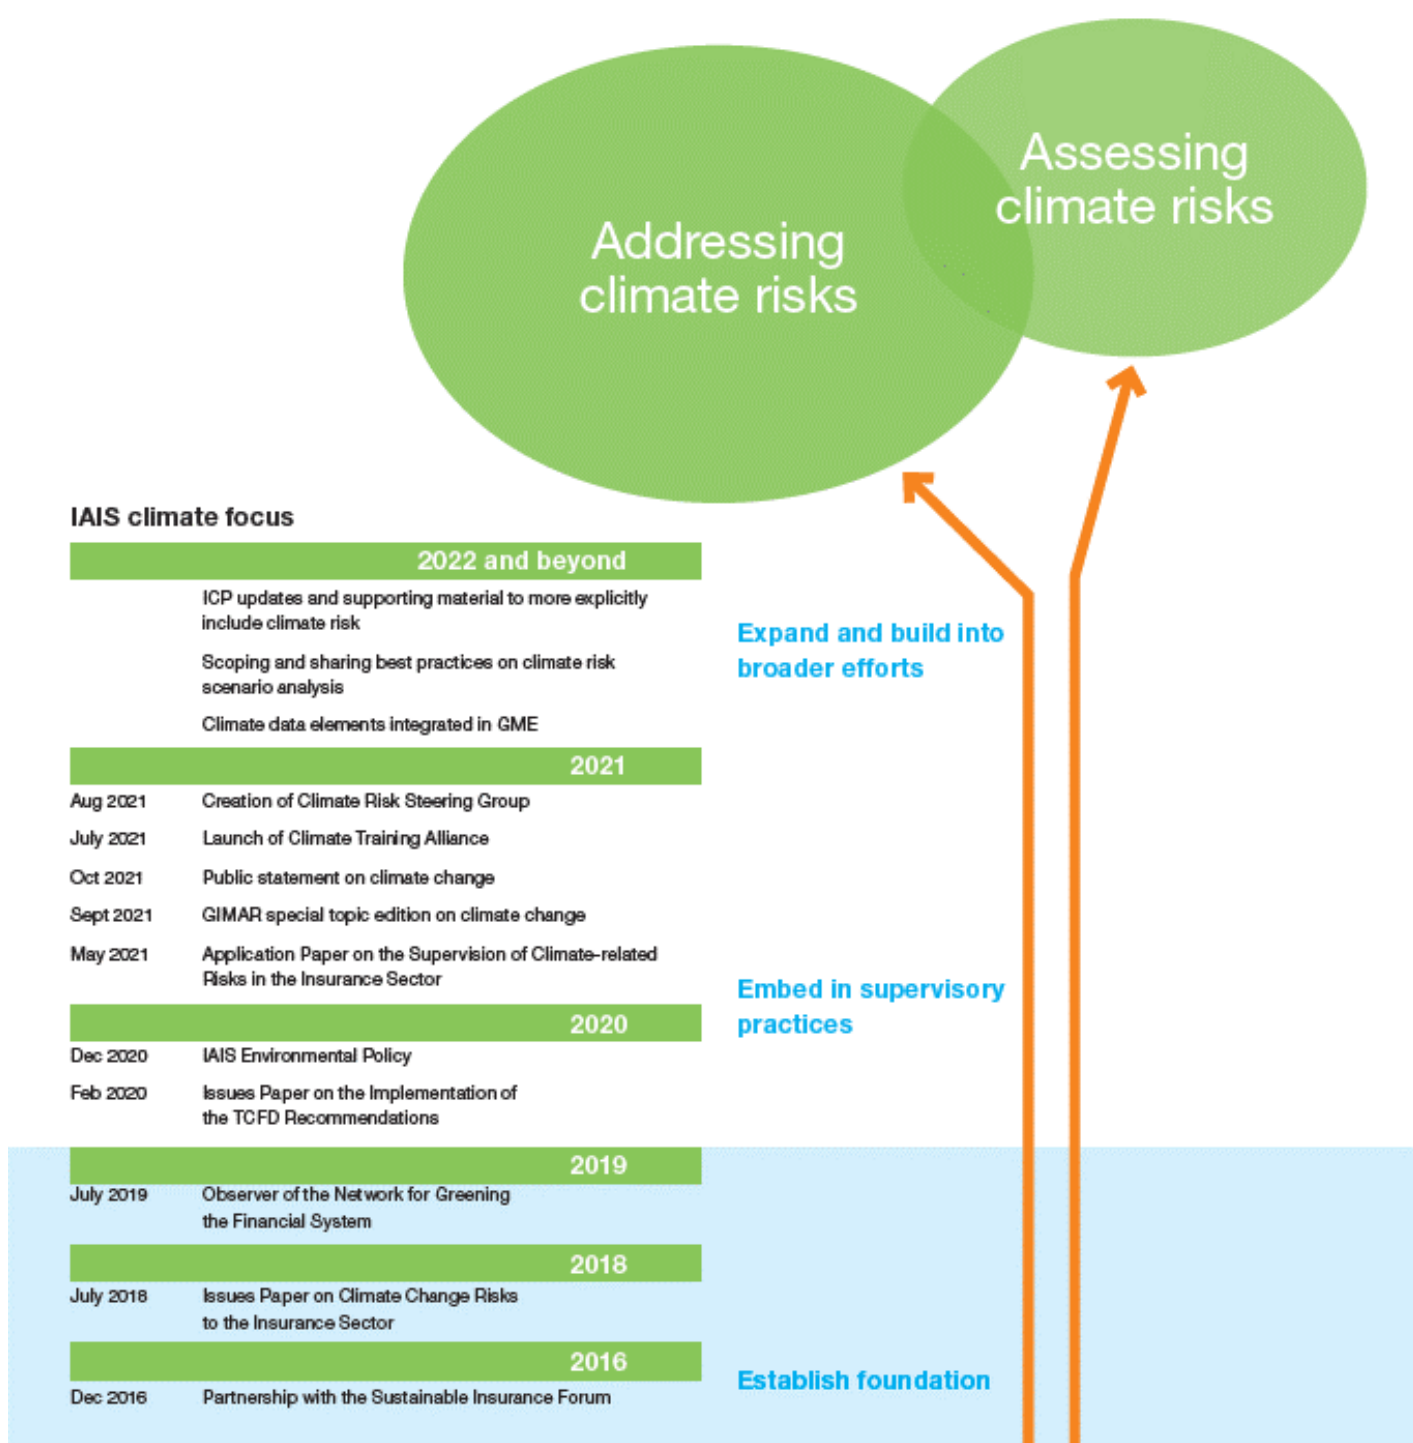 Assessing
climate risks
Addressing
climate risks
IAIS climate focus
2022 and beyond
ICP updates and supporting material to more explicitly
include climate risk
Scoping and sharing best practices on climate risk
scenario analysis
Climate data elements integrated in GME
Expand and build into
broader efforts
2021
Aug 2021 Creation of Climate Risk Steering Group
July 2021 Launch of Climate Training Alliance
Oct 2021 Public statement on climate change
Sept 2021 GIMAR special topic edition on climate change
May 2021 Application Paper on the Supervision of Climate-related
Risks in the Insurance Sector
Embed in supervisory
practices
2020
Dec 2020 IAIS Environmental Policy
Feb 2020 Issues Paper on the Implementation of
the TCFD Recommendations
2019
July 2019 Observer of the Network for Greening
the Financial System
2018
July 2018 Issues Paper on Climate Change Risks
to the Insurance Sector
2016
Dec 2016 Partnership with the Sustainable Insurance Forum
Establish foundation